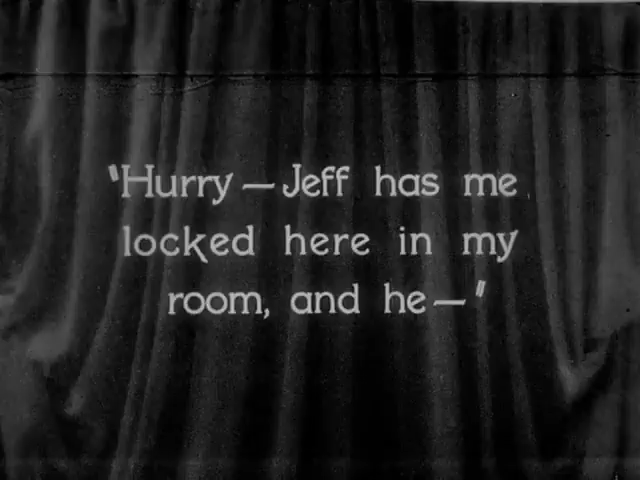 "Hurry — Jeff has me
locked here in my
room, and he — "